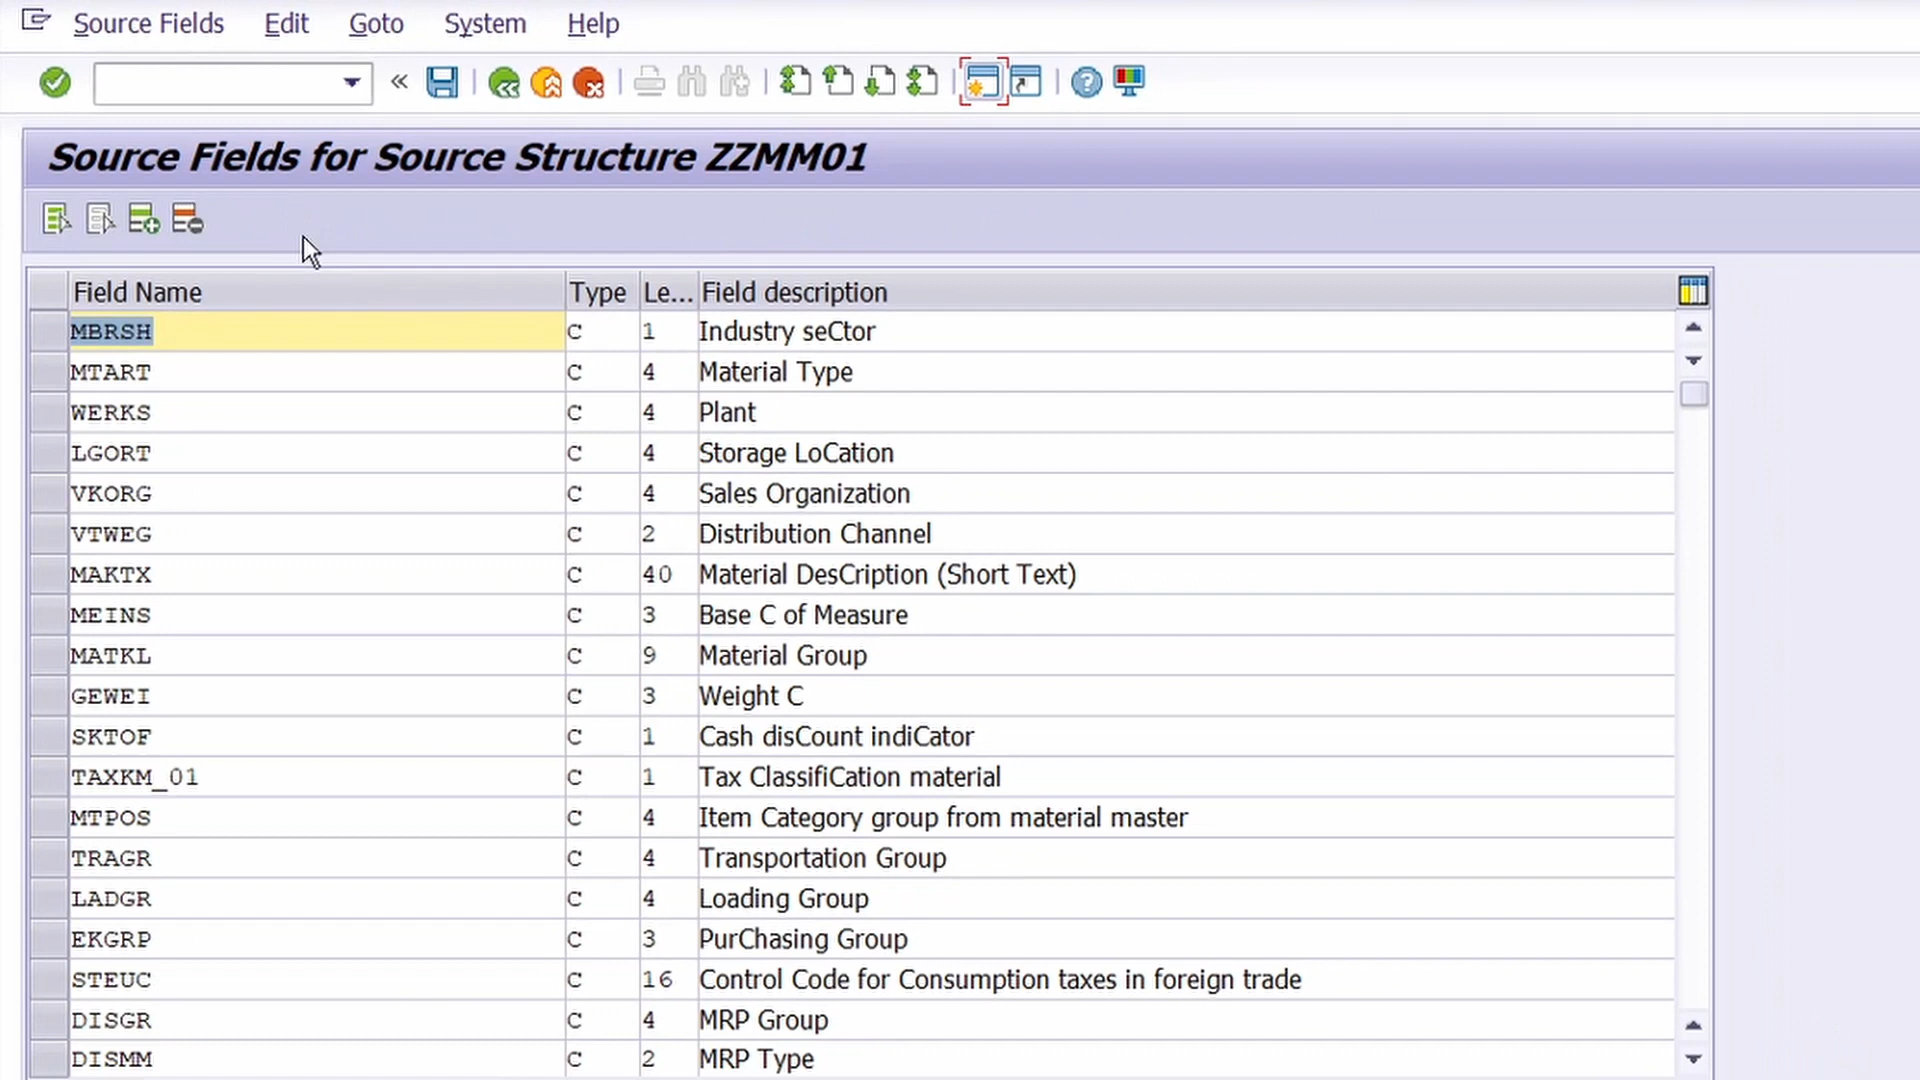 Source Fields Edit Goto System Help
Source Fields for Source Structure ZZMM01
Field Name Type Le... Field description
MBRSH C 1 Industry seCtor
MTART C 4 Material Type
WERKS C 4 Plant
LGORT C 4 Storage LoCation
VKORG C 4 Sales Organization
VTWEG C 2 Distribution Channel
MAKTX C 40 Material DesCription (Short Text)
MEINS C 3 Base C of Measure
MATKL C 9 Material Group
GEWEI C 3 Weight C
SKTOF C 1 Cash disCount indiCator
TAXKM_01 C 1 Tax ClassifiCation material
MTPOS C 4 Item Category group from material master
TRAGR C 4 Transportation Group
LADGR C 4 Loading Group
EKGRP C 3 PurChasing Group
STEUC C 16 Control Code for Consumption taxes in foreign trade
DISGR C 4 MRP Group
DISMM C 2 MRP Type